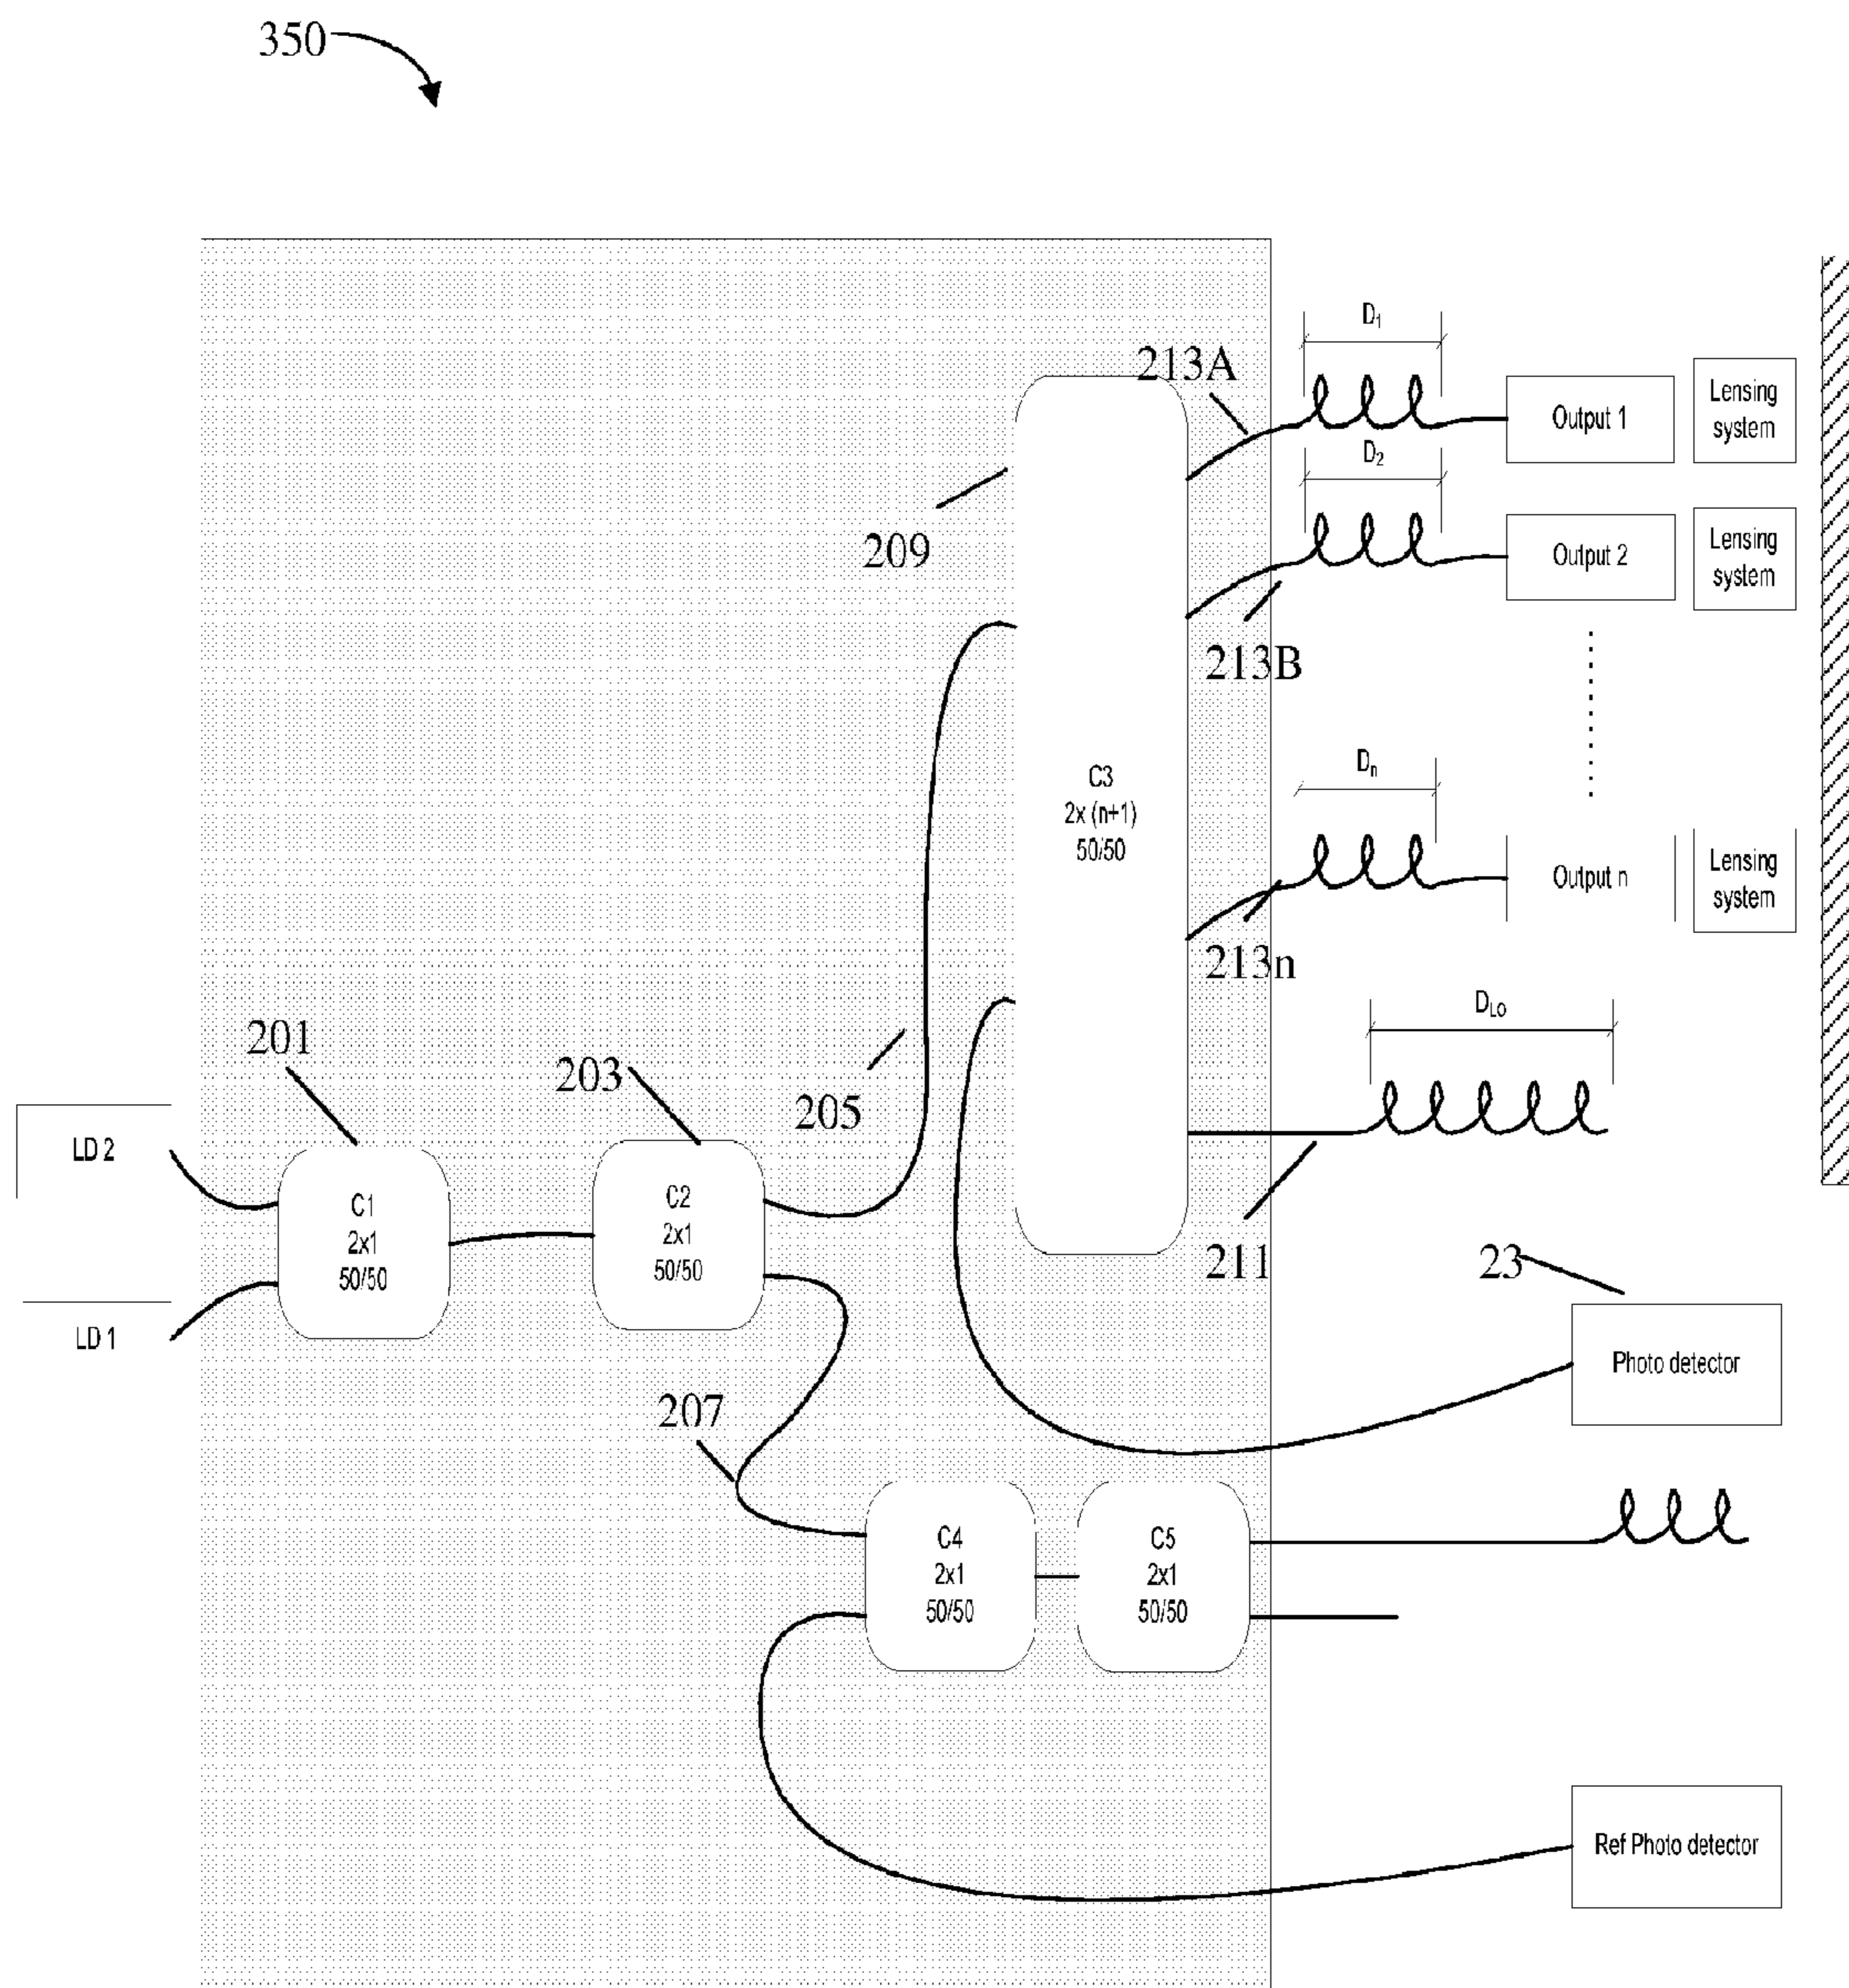 350
D₁
213A
Output 1
Lensing
system
D₂
209
Output 2
Lensing
system
213B
Dₙ
C3
2x (n+1)
50/50
Output n
Lensing
system
213n
D_LO
201
203
205
LD 2
C1
2x1
50/50
C2
2x1
50/50
211
23
LD 1
Photo detector
207
C4
2x1
50/50
C5
2x1
50/50
Ref Photo detector